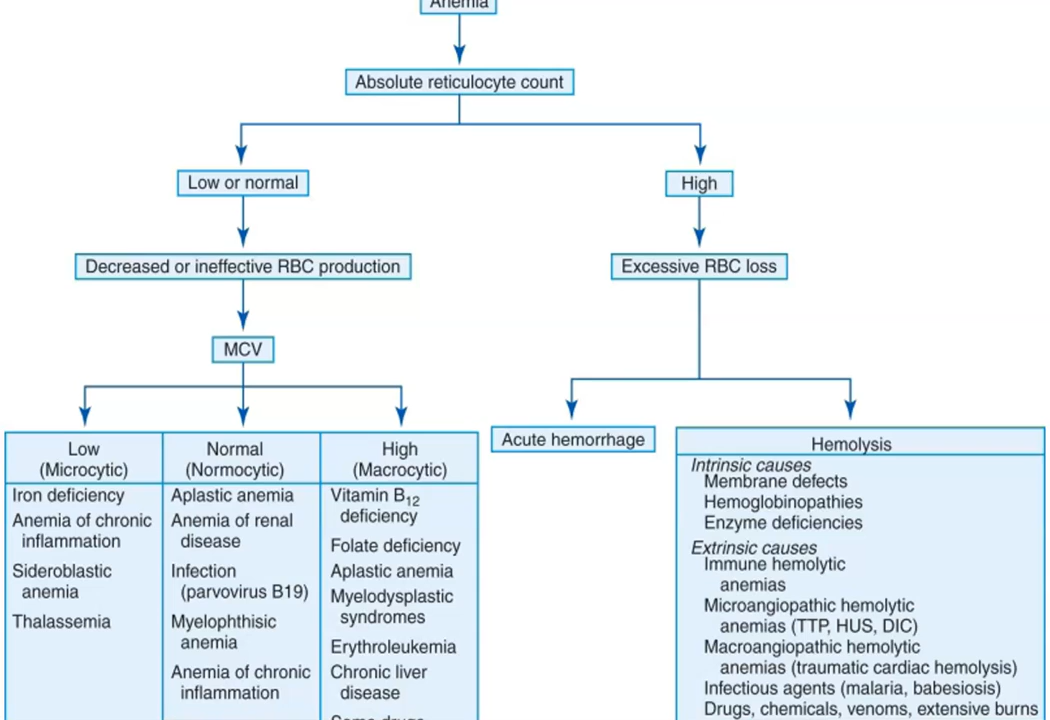 Anemia
Absolute reticulocyte count
Low or normal
High
Decreased or ineffective RBC production
Excessive RBC loss
MCV
Low
(Microcytic)
Iron deficiency
Anemia of chronic
inflammation
Sideroblastic
anemia
Thalassemia
Normal
(Normocytic)
Aplastic anemia
Anemia of renal
disease
Infection
(parvovirus B19)
Myelophthisic
anemia
Anemia of chronic
inflammation
High
(Macrocytic)
Vitamin B12
deficiency
Folate deficiency
Aplastic anemia
Myelodysplastic
syndromes
Erythroleukemia
Chronic liver
disease
Some drugs
Acute hemorrhage
Hemolysis
Intrinsic causes
Membrane defects
Hemoglobinopathies
Enzyme deficiencies
Extrinsic causes
Immune hemolytic
anemias
Microangiopathic hemolytic
anemias (TTP, HUS, DIC)
Macroangiopathic hemolytic
anemias (traumatic cardiac hemolysis)
Infectious agents (malaria, babesiosis)
Drugs, chemicals, venoms, extensive burns